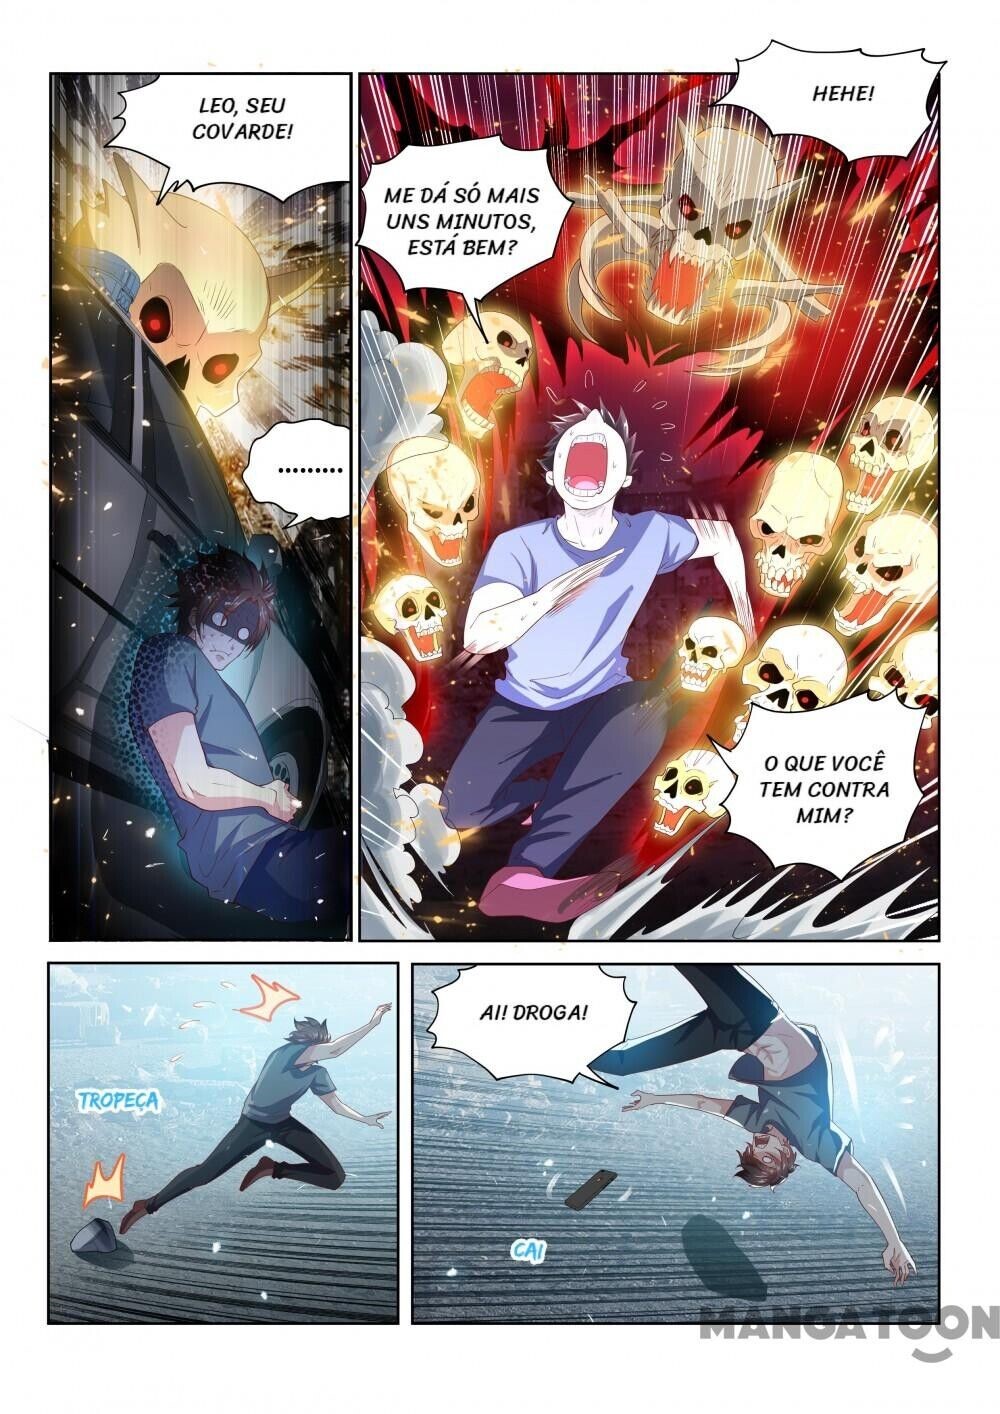 LEO, SEU
COVARDE!
..........
HEHE!
ME DÁ SÓ MAIS
UNS MINUTOS,
ESTÁ BEM?
O QUE VOCÊ
TEM CONTRA
MIM?
TROPEÇA
AI! DROGA!
CAI
MANGATOON